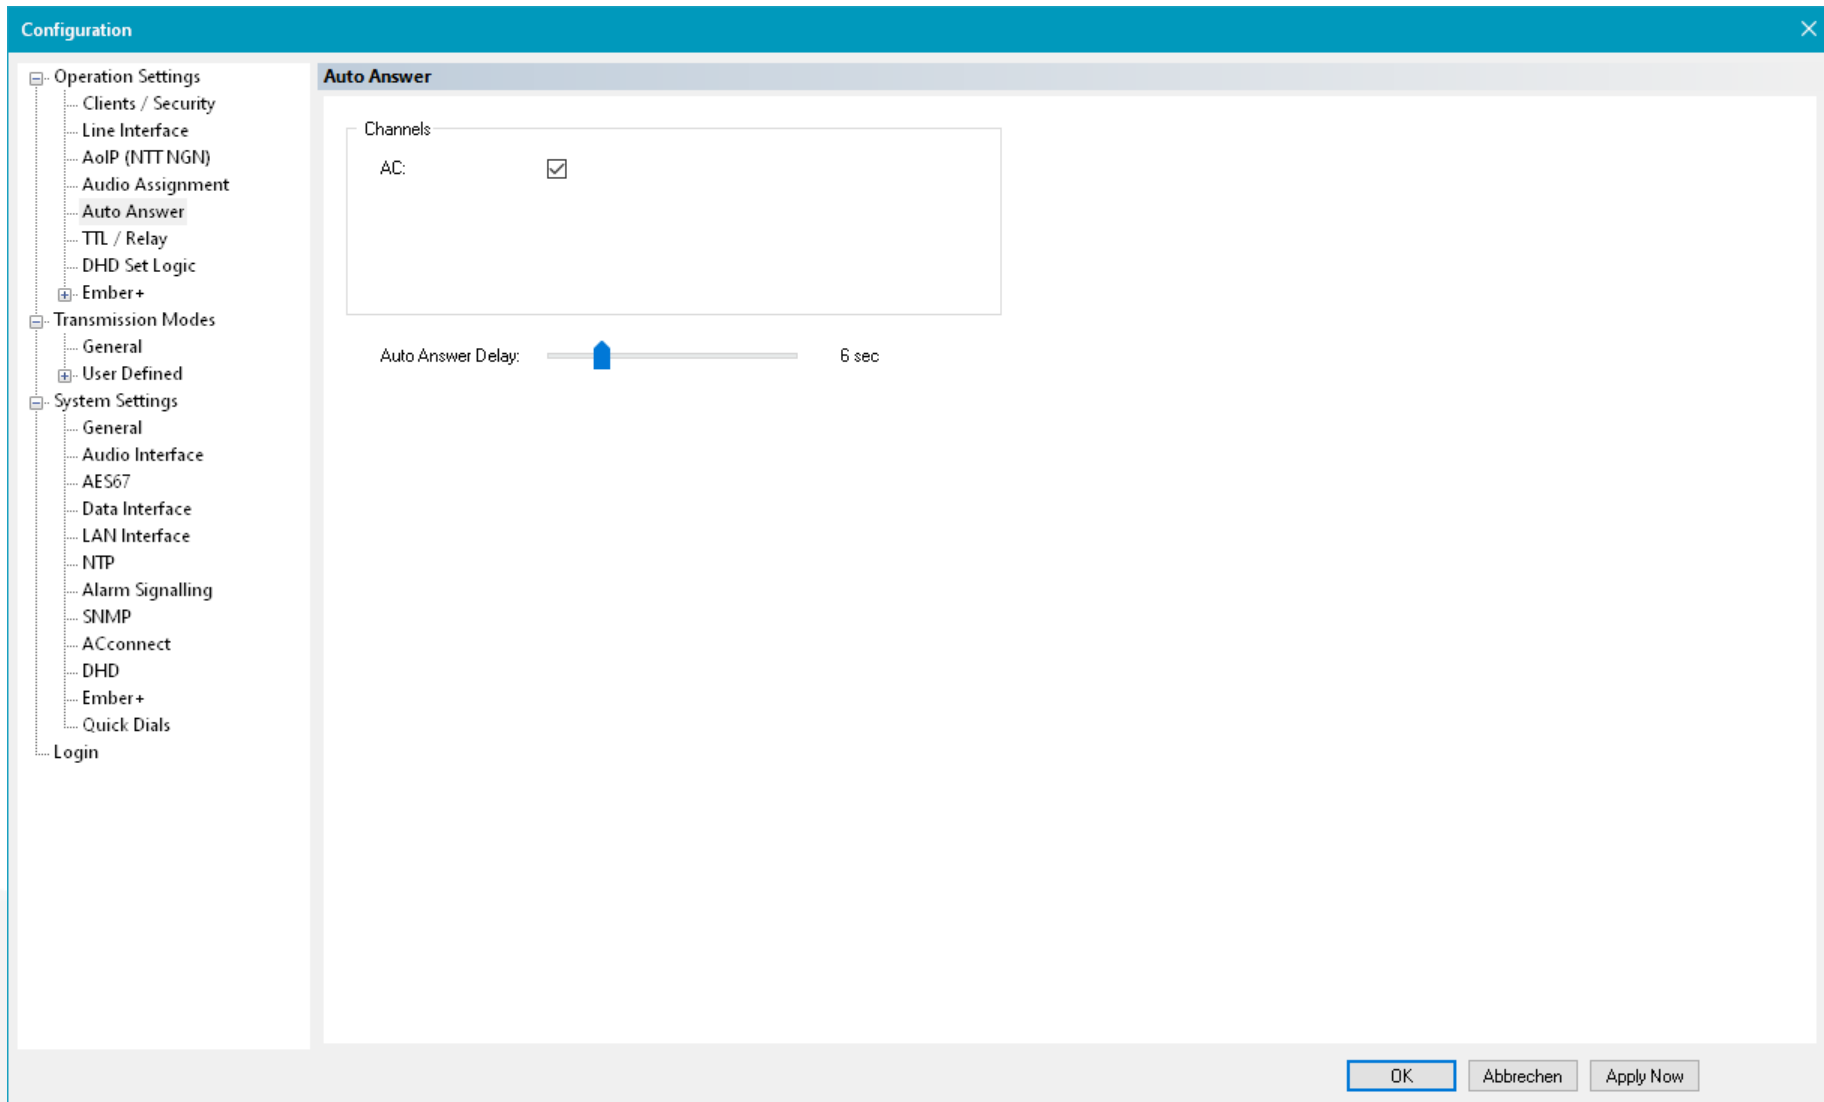 Configuration
Operation Settings
Clients / Security
Line Interface
AoIP (NTT NGN)
Audio Assignment
Auto Answer
TTL / Relay
DHD Set Logic
Ember+
Transmission Modes
General
User Defined
System Settings
General
Audio Interface
AES67
Data Interface
LAN Interface
NTP
Alarm Signalling
SNMP
ACconnect
DHD
Ember+
Quick Dials
Login
Auto Answer
Channels
AC:
Auto Answer Delay: 6 sec
OK Abbrechen Apply Now